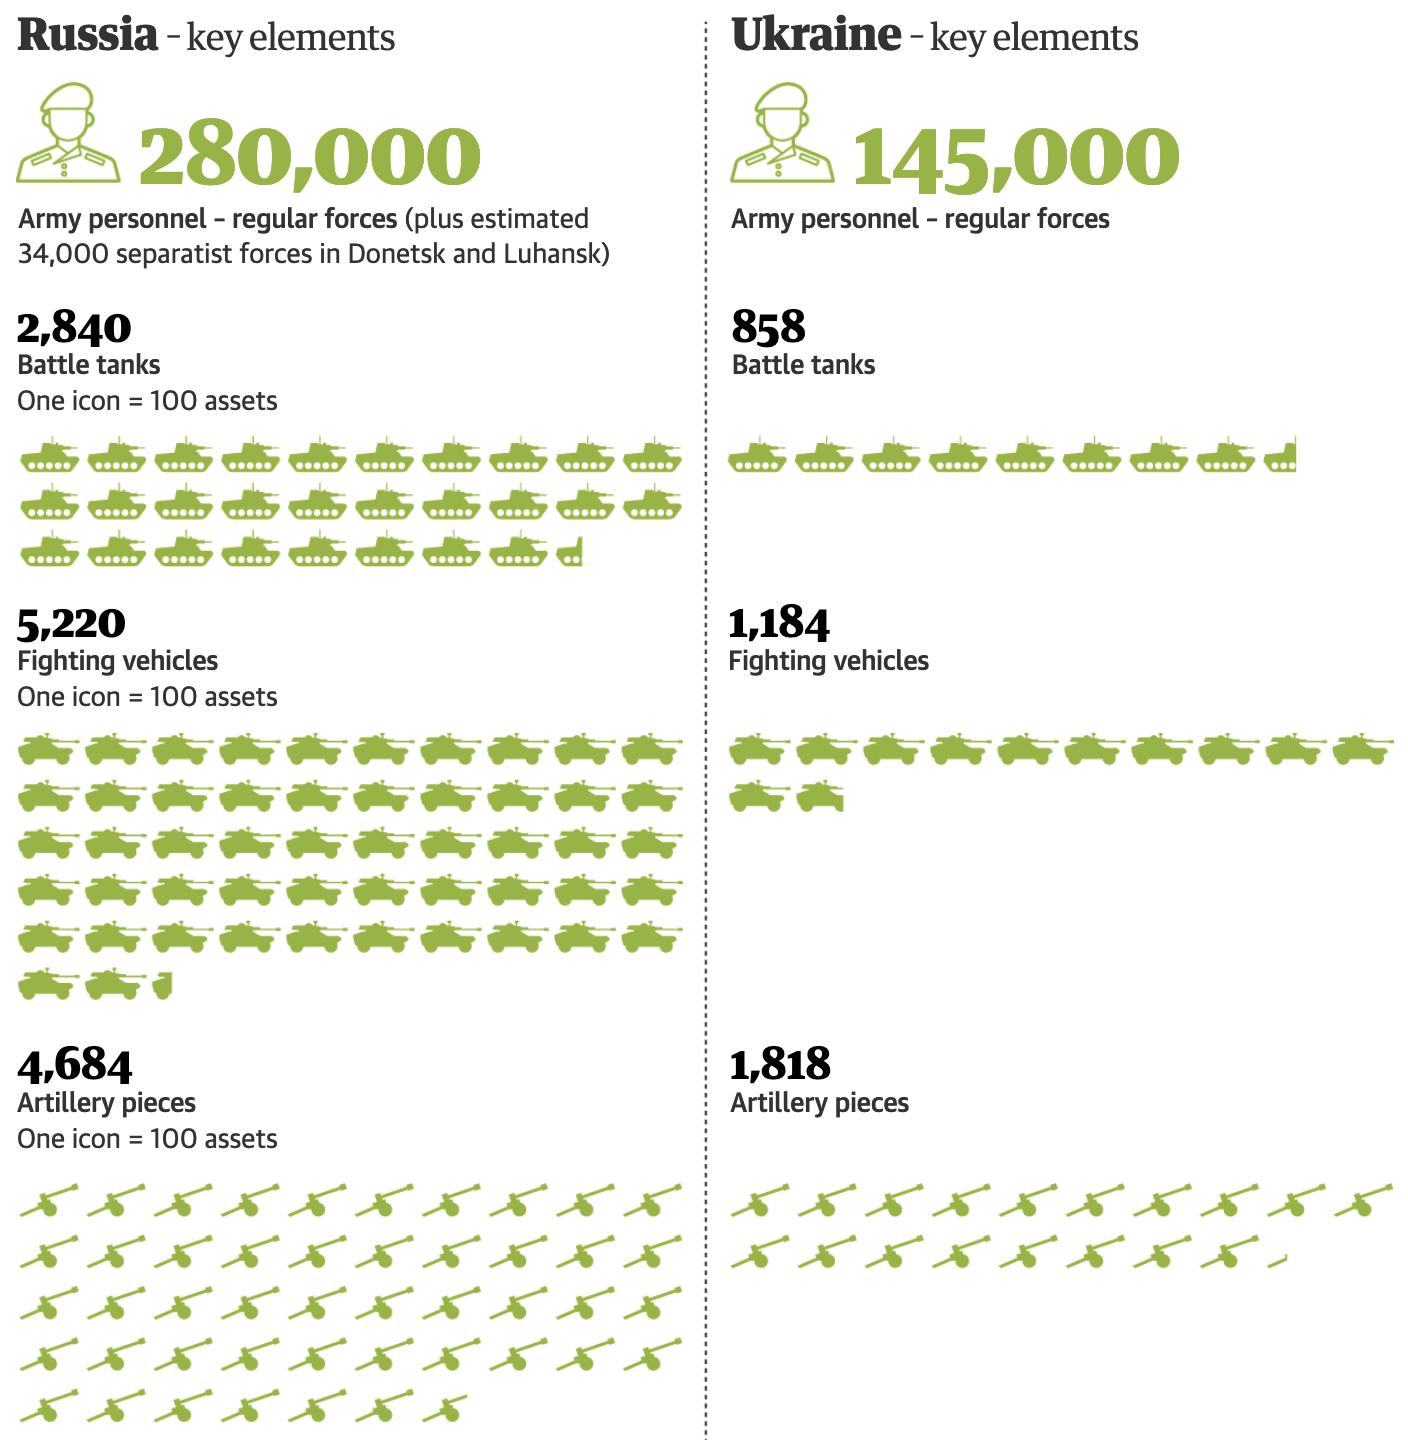 Russia – key elements
280,000
Army personnel – regular forces (plus estimated
34,000 separatist forces in Donetsk and Luhansk)
2,840
Battle tanks
One icon = 100 assets
5,220
Fighting vehicles
One icon = 100 assets
4,684
Artillery pieces
One icon = 100 assets
Ukraine – key elements
145,000
Army personnel – regular forces
858
Battle tanks
1,184
Fighting vehicles
1,818
Artillery pieces